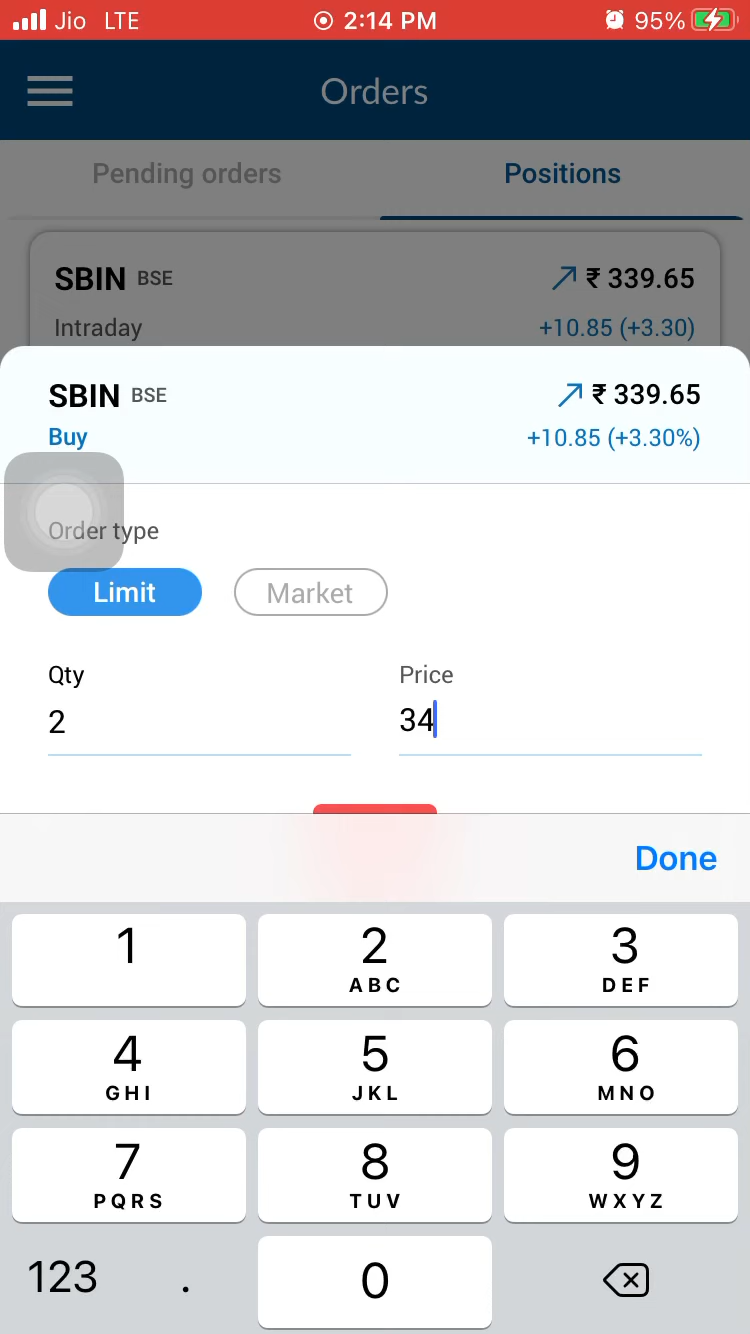 Jio LTE 2:14 PM 95%
Orders
Pending orders Positions
SBIN BSE ₹ 339.65
Intraday +10.85 (+3.30)
SBIN BSE ₹ 339.65
Buy +10.85 (+3.30%)
Order type
Limit Market
Qty Price
2 34
Done
1 2 3
ABC DEF
4 5 6
GHI JKL MNO
7 8 9
PQRS TUV WXYZ
123 . 0